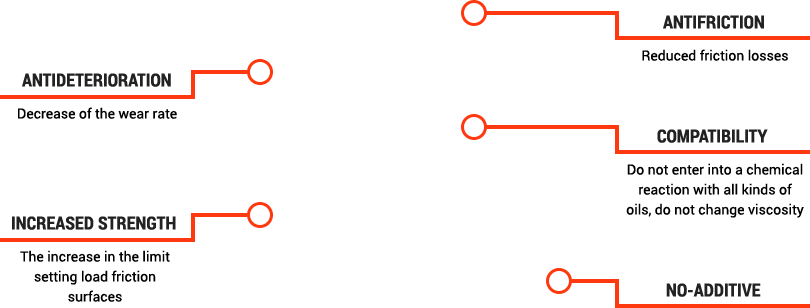 ANTIFRICTION
Reduced friction losses
ANTIDETERIORATION
Decrease of the wear rate
COMPATIBILITY
Do not enter into a chemical
reaction with all kinds of
oils, do not change viscosity
INCREASED STRENGTH
The increase in the limit
setting load friction
surfaces
NO-ADDITIVE